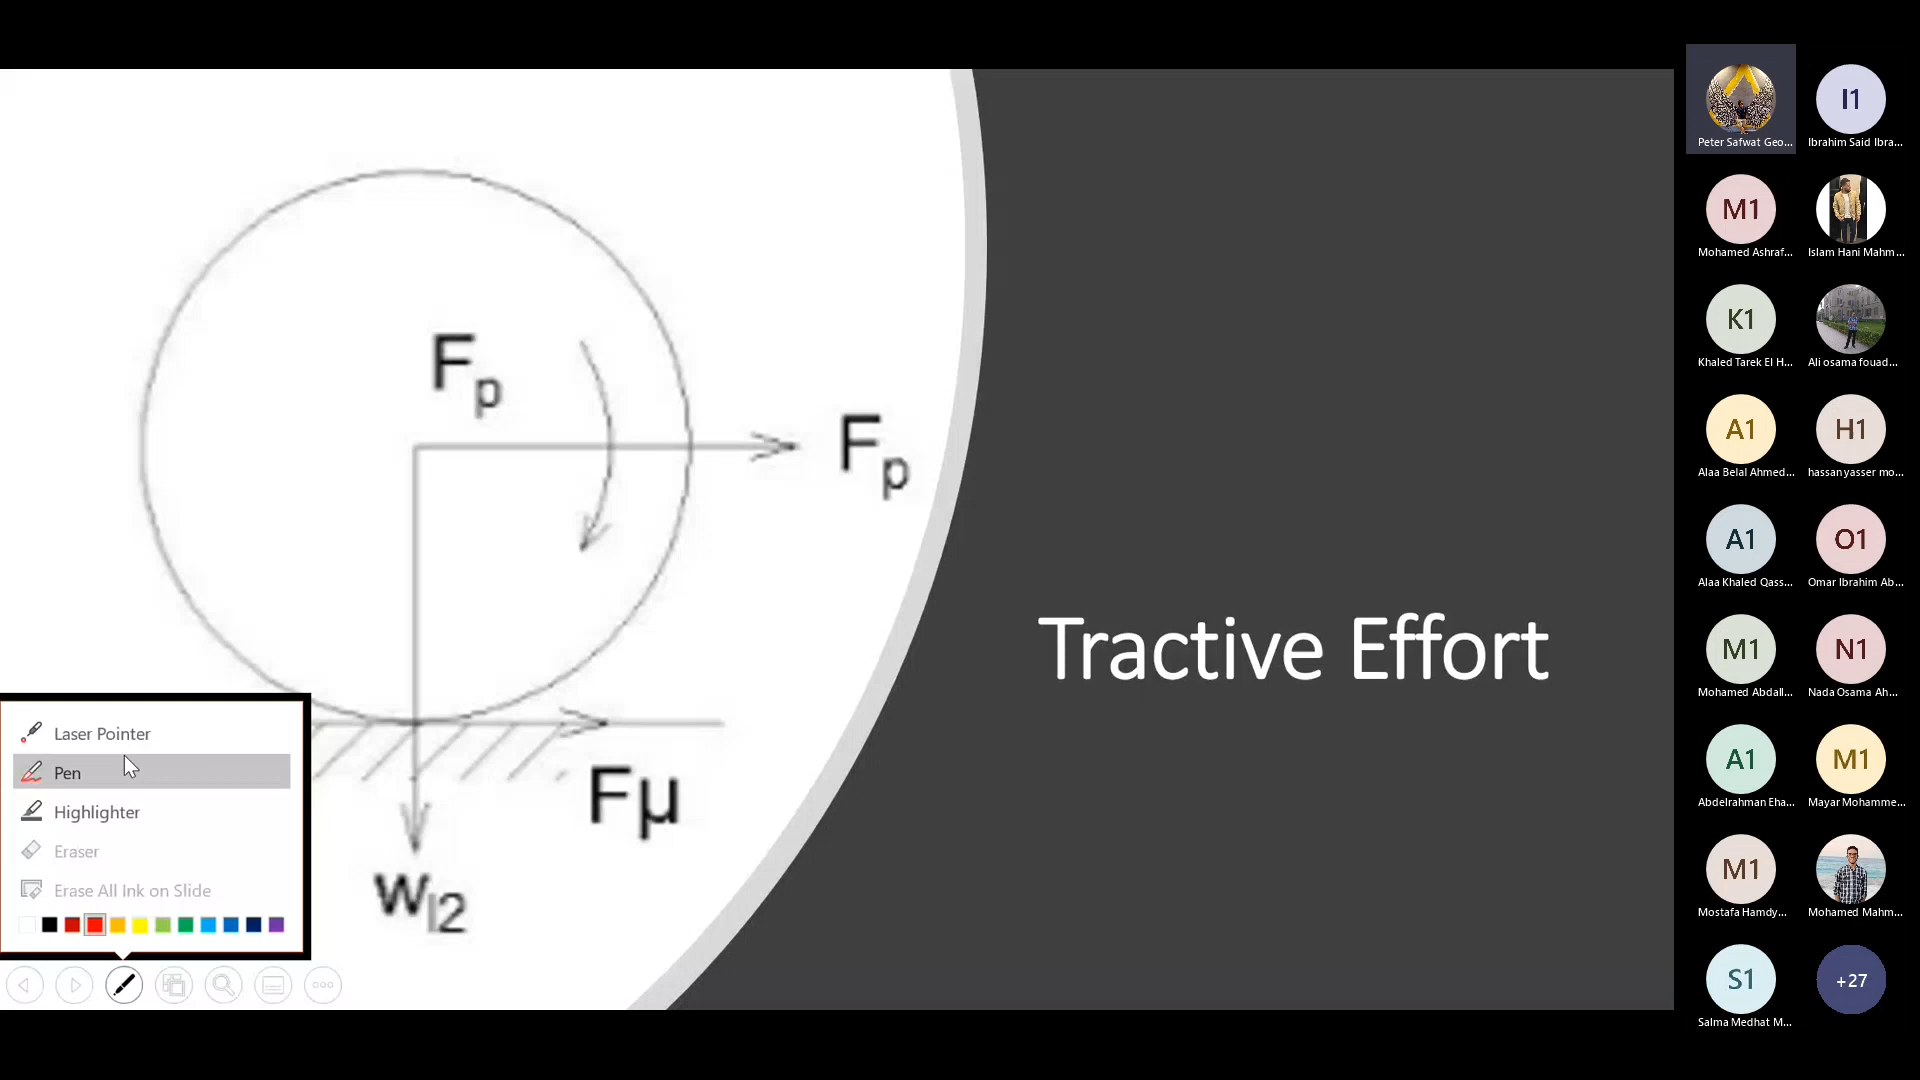 Fp
Fp
Fμ
Wl2
Tractive Effort
Laser Pointer
Pen
Highlighter
Eraser
Erase All Ink on Slide
Peter Safwat Geo...
I1
Ibrahim Said Ibra...
M1
Mohamed Ashraf...
Islam Hani Mahm...
K1
Khaled Tarek El H...
Ali osama fouad...
A1
Alaa Belal Ahmed...
H1
hassan yasser mo...
A1
Alaa Khaled Qass...
O1
Omar Ibrahim Ab...
M1
Mohamed Abdall...
N1
Nada Osama Ah...
A1
Abdelrahman Eha...
M1
Mayar Mohamme...
M1
Mostafa Hamdy...
Mohamed Mahm...
S1
Salma Medhat M...
+27